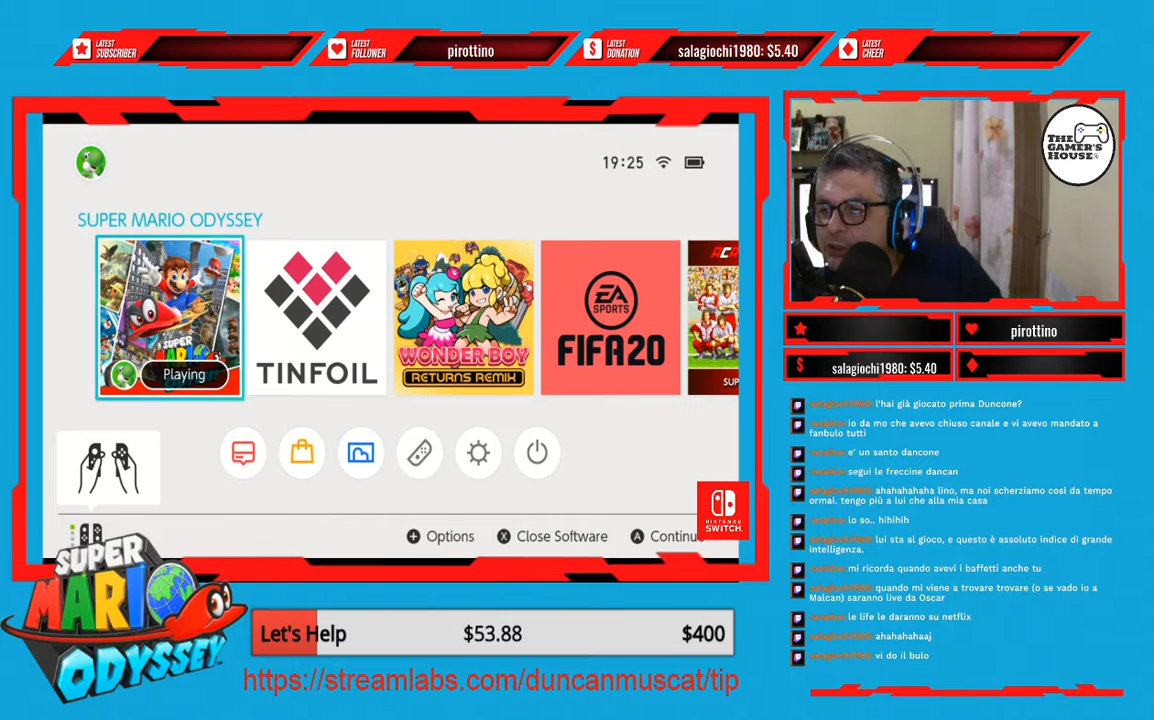 LATEST SUBSCRIBER
LATEST FOLLOWER
pirottino
LATEST DONATION
salagiochi1980: $5.40
LATEST CHEER
19:25
SUPER MARIO ODYSSEY
SUPER MARIO ODYSSEY
Playing
TINFOIL
WONDER BOY
RETURNS REMIX
EA SPORTS
FIFA 20
Options
Close Software
NINTENDO SWITCH
SUPER MARIO ODYSSEY
Let's Help
$53.88
$400
https://streamlabs.com/duncanmuscat/tip
THE GAMER'S HOUSE
pirottino
salagiochi1980: $5.40
l'hai già giocato prima Duncone?
io da mo che avevo chiuso canale e vi avevo mandato a
fanbulo tutti
e' un santo dancone
segui le freccine dancan
ahahahahaha lino, ma noi scherziamo così da tempo
ormai. tengo più a lui che alla mia casa
lo so.. hihihih
lui sta al gioco, e questo è assoluto indice di grande
intelligenza.
mi ricorda quando avevi i baffetti anche tu
quando mi viene a trovare trovare (o se vado io a
Malcan) saranno live da Oscar
le life le daranno su netflix
ahahahahaaj
vi do il bulo